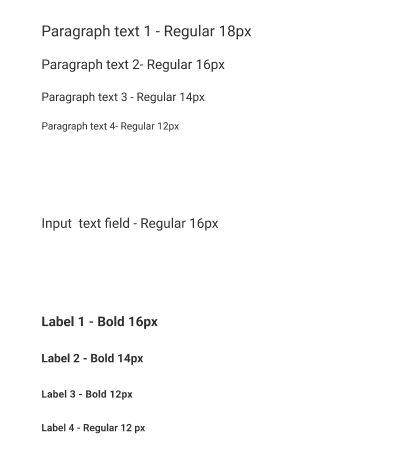 Paragraph text 1 - Regular 18px
Paragraph text 2- Regular 16px
Paragraph text 3 - Regular 14px
Paragraph text 4- Regular 12px
Input  text field - Regular 16px
Label 1 - Bold 16px
Label 2 - Bold 14px
Label 3 - Bold 12px
Label 4 - Regular 12 px